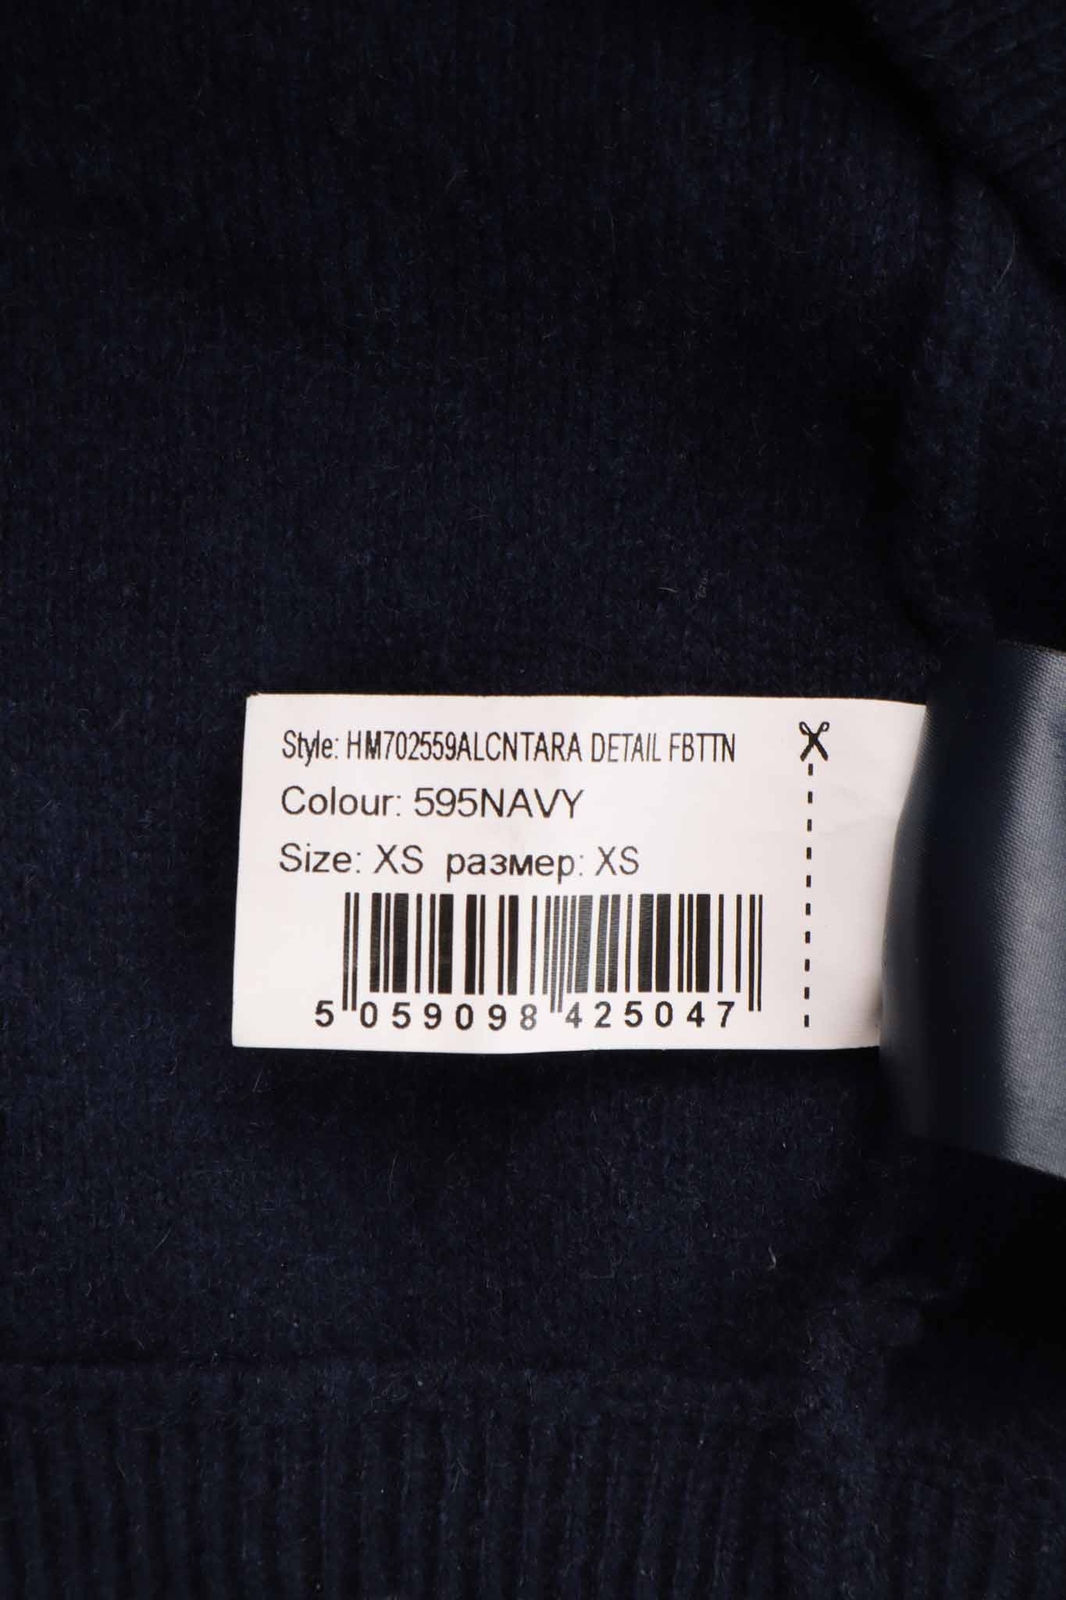 Style: HM702559ALCNTARA DETAIL FBTTN
Colour: 595NAVY
Size: XS размер: XS
5 059098 425047